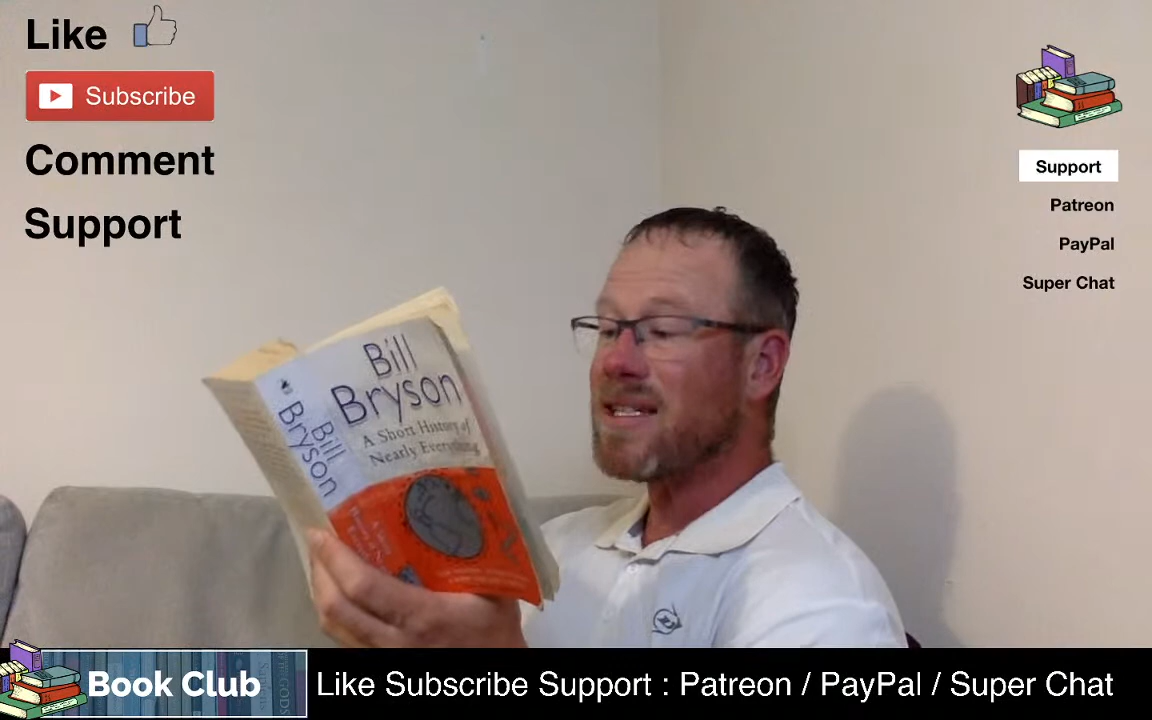 Like
Subscribe
Comment
Support
Support
Patreon
PayPal
Super Chat
Bill
Bryson
A Short History of
Nearly Everything
Bill
Bryson
Book Club
Like Subscribe Support : Patreon / PayPal / Super Chat